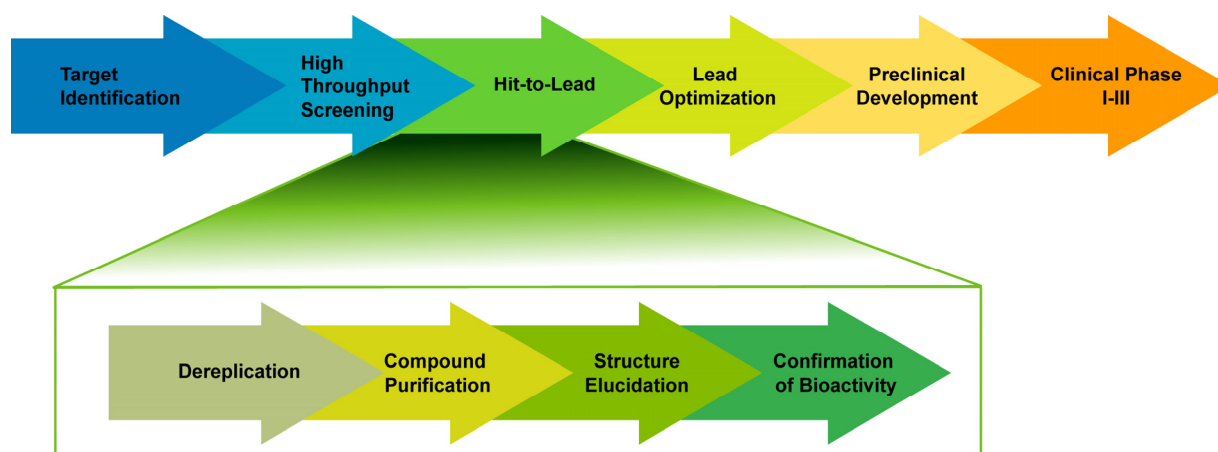 Target
Identification
High
Throughput
Screening
Hit-to-Lead
Lead
Optimization
Preclinical
Development
Clinical Phase
I-III
Dereplication
Compound
Purification
Structure
Elucidation
Confirmation
of Bioactivity